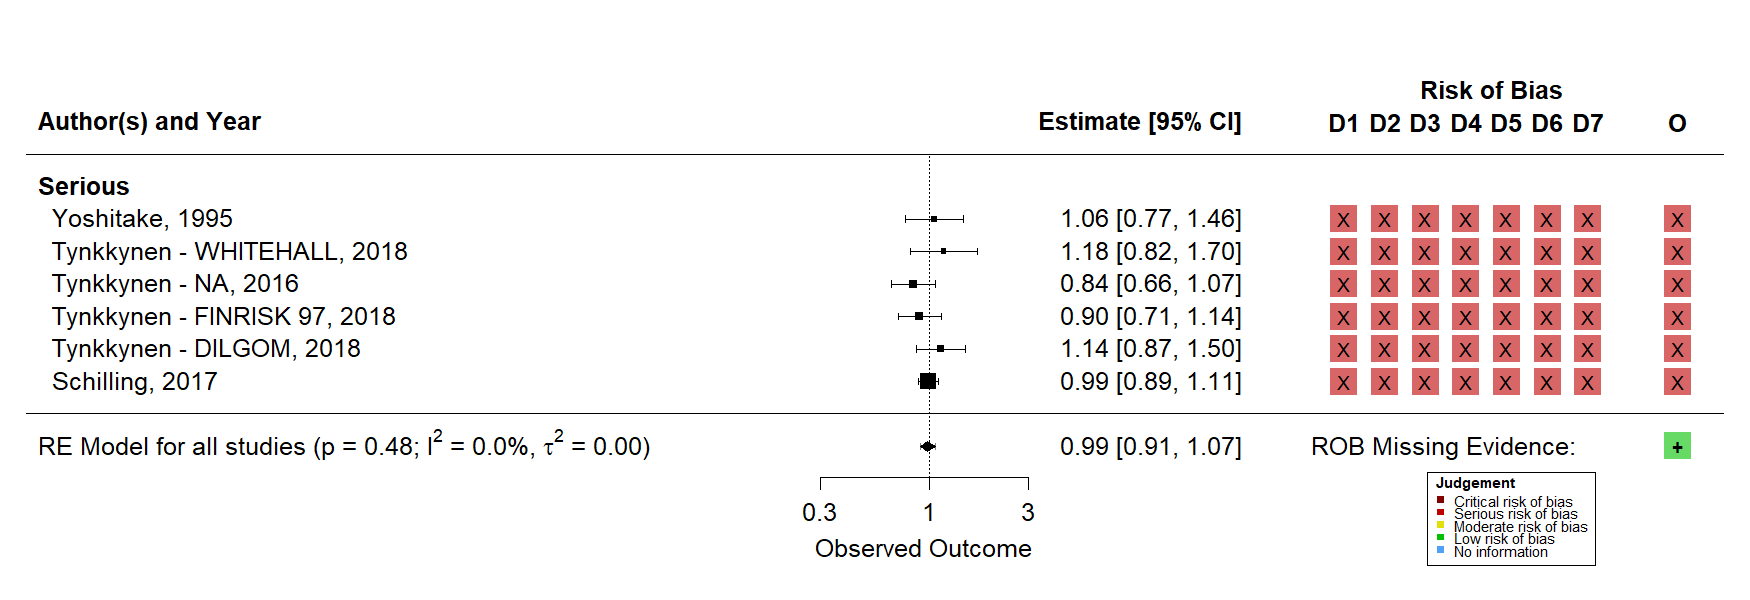 Risk of Bias
Author(s) and Year Estimate [95% CI] D1 D2 D3 D4 D5 D6 D7 O
Serious
Yoshitake, 1995 1.06 [0.77, 1.46] X X X X X X X X
Tynkkynen - WHITEHALL, 2018 1.18 [0.82, 1.70] X X X X X X X X
Tynkkynen - NA, 2016 0.84 [0.66, 1.07] X X X X X X X X
Tynkkynen - FINRISK 97, 2018 0.90 [0.71, 1.14] X X X X X X X X
Tynkkynen - DILGOM, 2018 1.14 [0.87, 1.50] X X X X X X X X
Schilling, 2017 0.99 [0.89, 1.11] X X X X X X X X
RE Model for all studies (p = 0.48; I² = 0.0%, τ² = 0.00) 0.99 [0.91, 1.07] ROB Missing Evidence: +
0.3 1 3
Observed Outcome
Judgement
Critical risk of bias
Serious risk of bias
Moderate risk of bias
Low risk of bias
No information